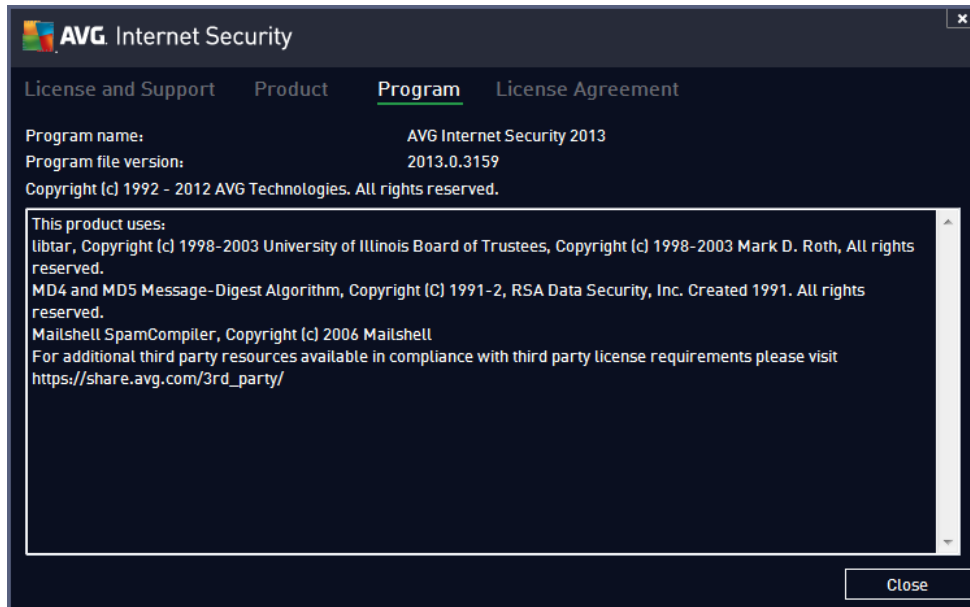 AVG. Internet Security
License and Support Product Program License Agreement
Program name: AVG Internet Security 2013
Program file version: 2013.0.3159
Copyright (c) 1992 - 2012 AVG Technologies. All rights reserved.
This product uses:
libtar, Copyright (c) 1998-2003 University of Illinois Board of Trustees, Copyright (c) 1998-2003 Mark D. Roth, All rights
reserved.
MD4 and MD5 Message-Digest Algorithm, Copyright (C) 1991-2, RSA Data Security, Inc. Created 1991. All rights
reserved.
Mailshell SpamCompiler, Copyright (c) 2006 Mailshell
For additional third party resources available in compliance with third party license requirements please visit
https://share.avg.com/3rd_party/
Close